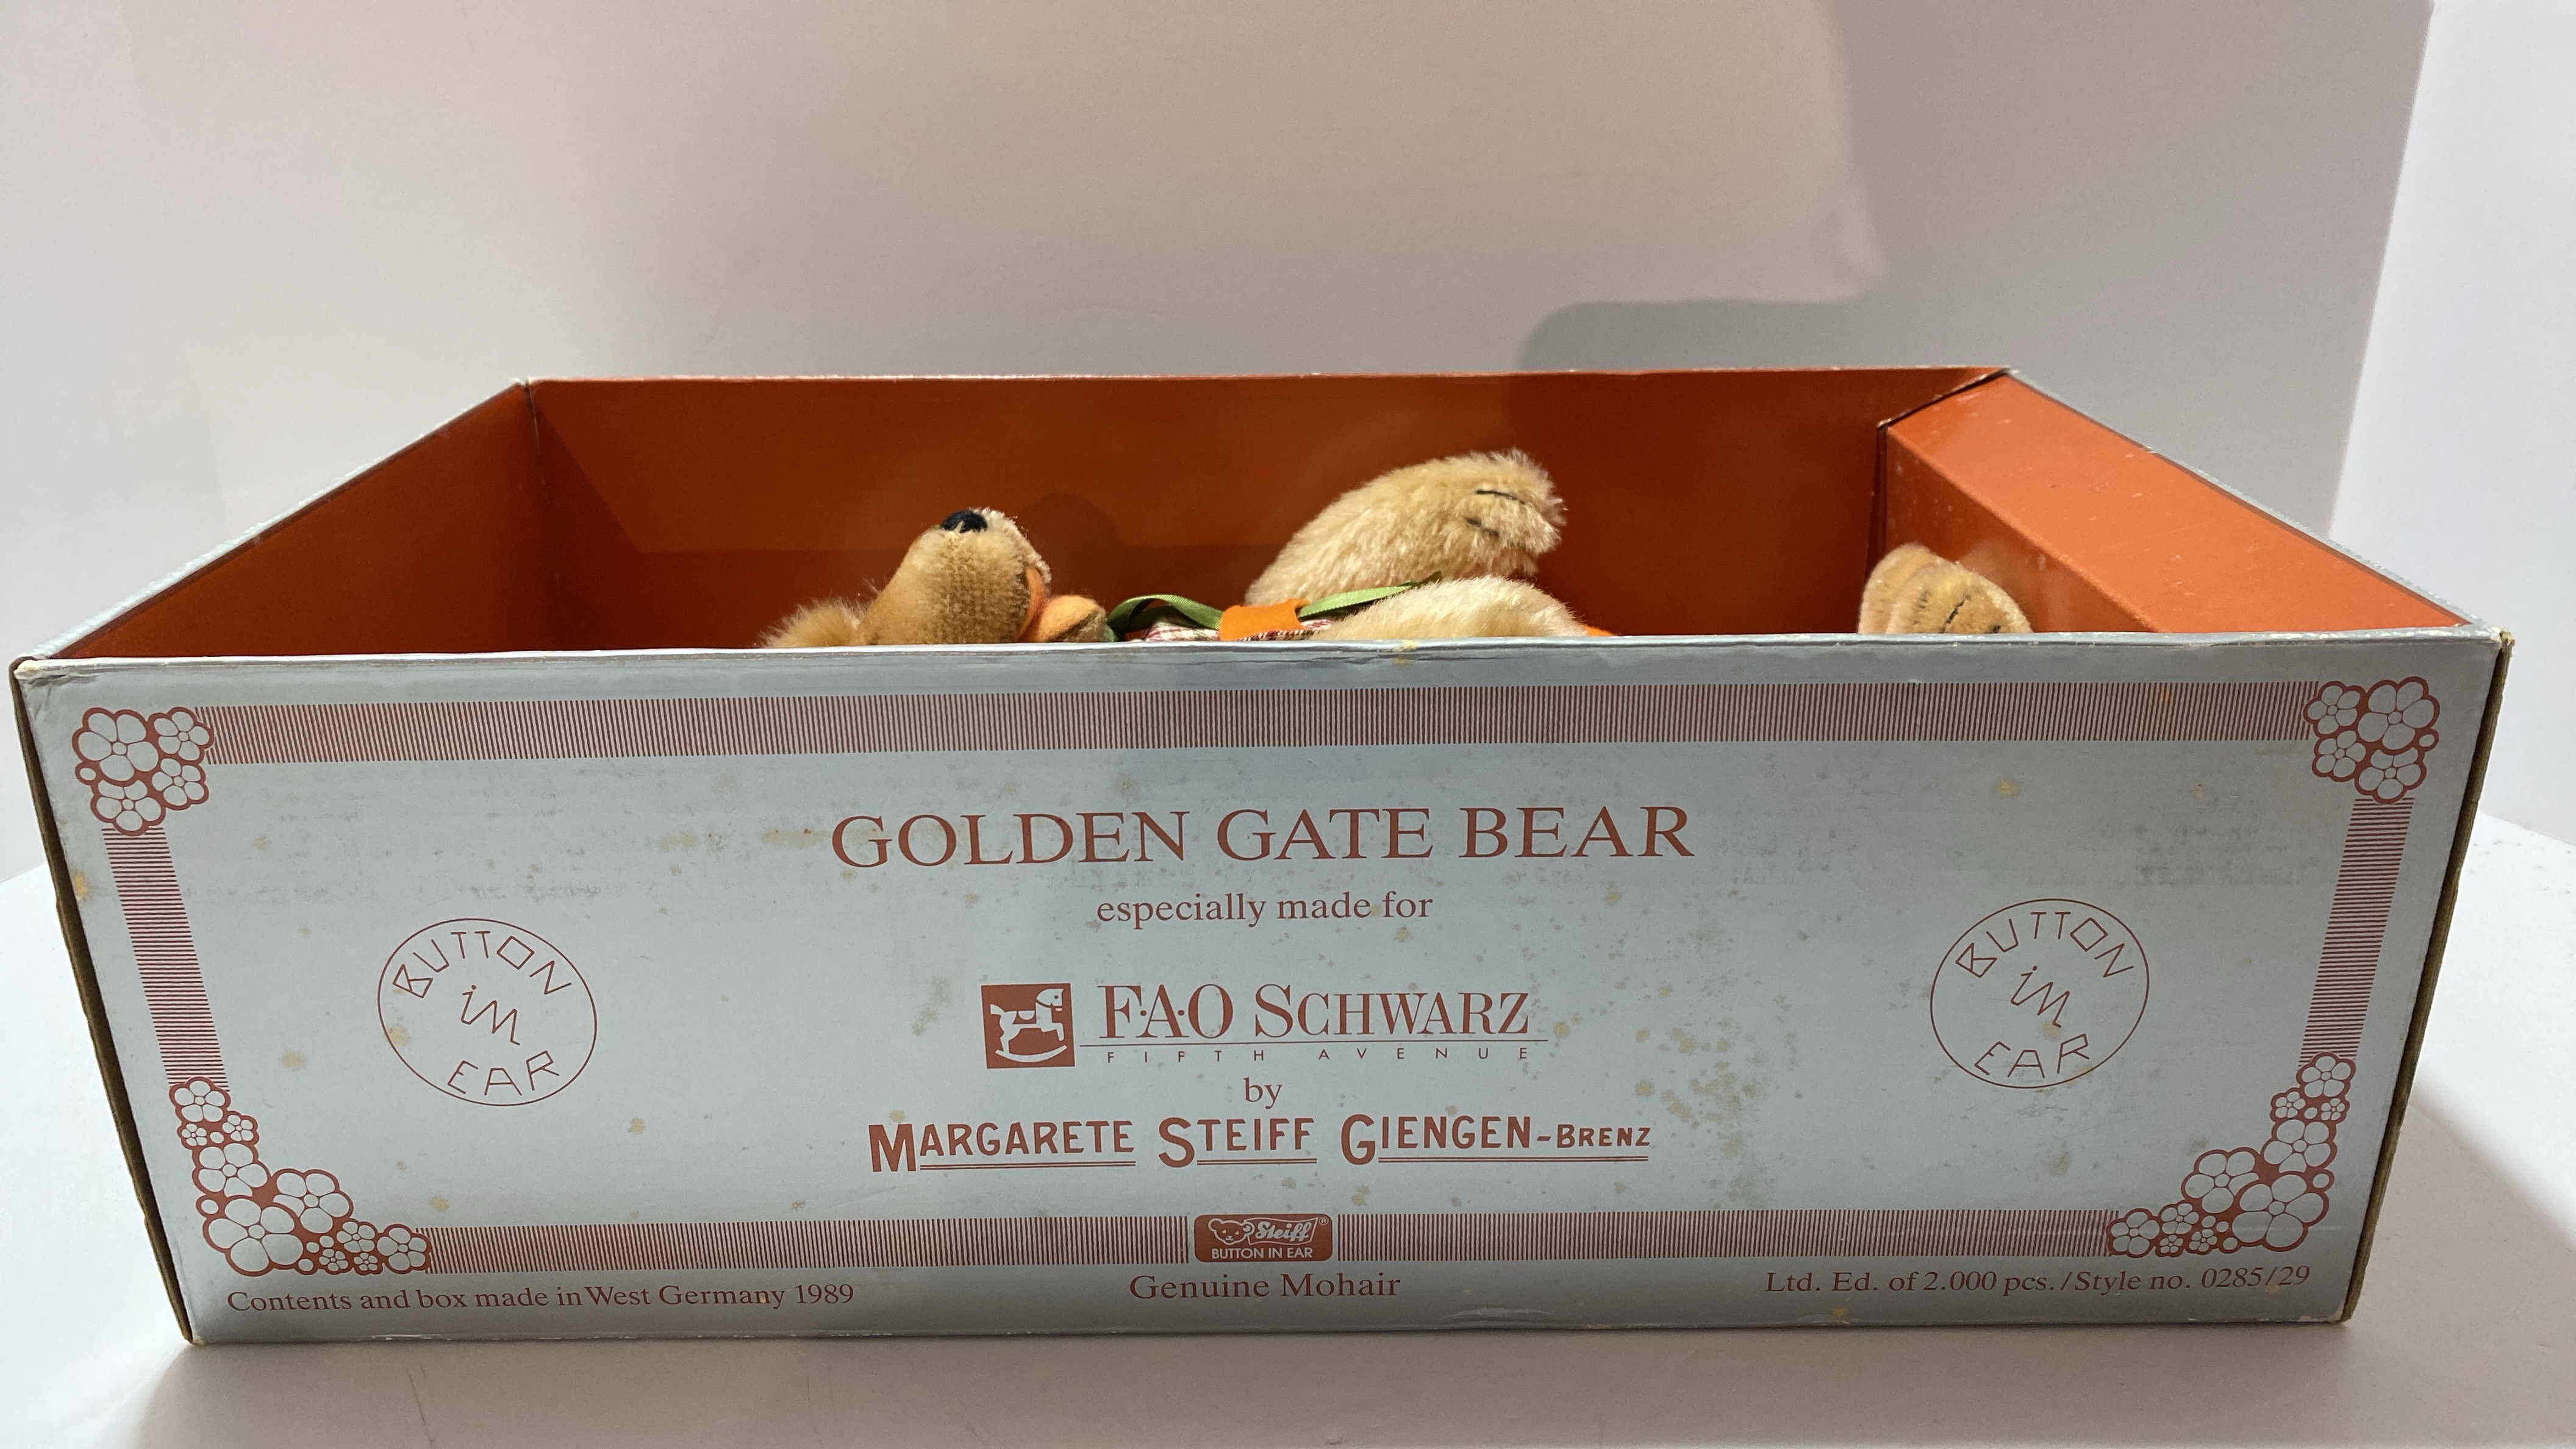 GOLDEN GATE BEAR
especially made for
BUTTON
im
EAR
F·A·O SCHWARZ
FIFTH AVENUE
BUTTON
im
EAR
by
MARGARETE STEIFF GIENGEN-BRENZ
Steiff®
BUTTON IN EAR
Contents and box made in West Germany 1989
Genuine Mohair
Ltd. Ed. of 2.000 pcs./Style no. 0285/29